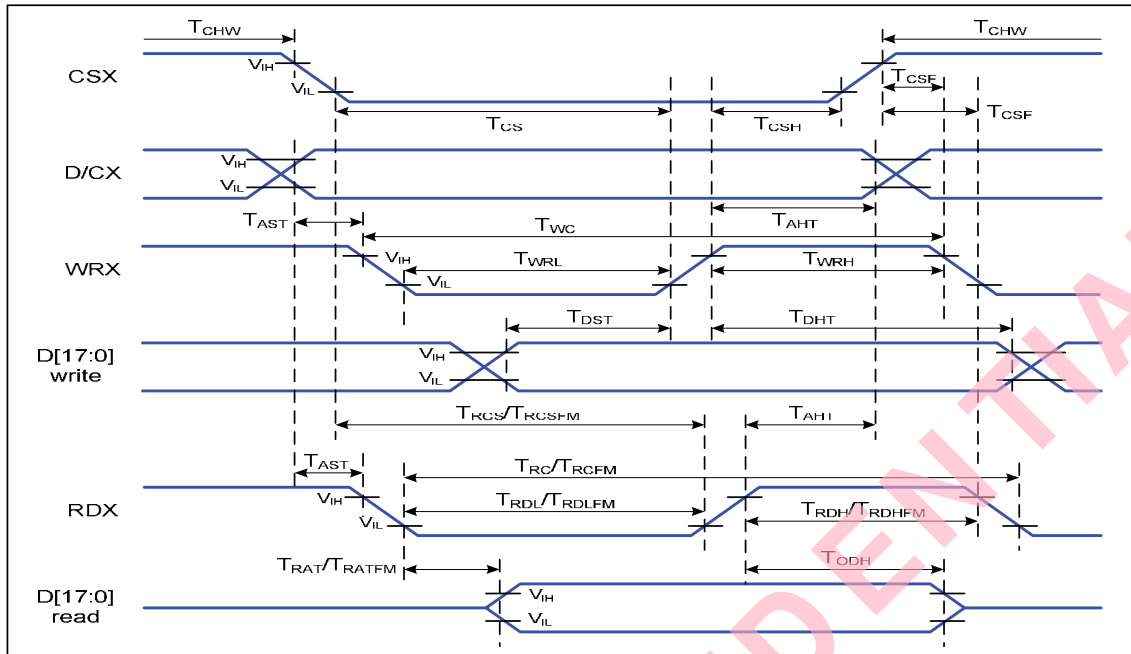 TCHW TCHW
CSX VIH
VIL
TCSF
TCS TCSH TCSF
D/CX VIH
VIL
TAST TWC TAHT
WRX VIH
VIL TWRL TWRH
TDST TDHT
D[17:0]
write
VIH
VIL
TRCS/TRCSFM TAHT
TAST TRC/TRCFM
RDX VIH
VIL TRDL/TRDLFM TRDH/TRDHFM
TRAT/TRATFM TODH
D[17:0]
read
VIH
VIL
DENTIA